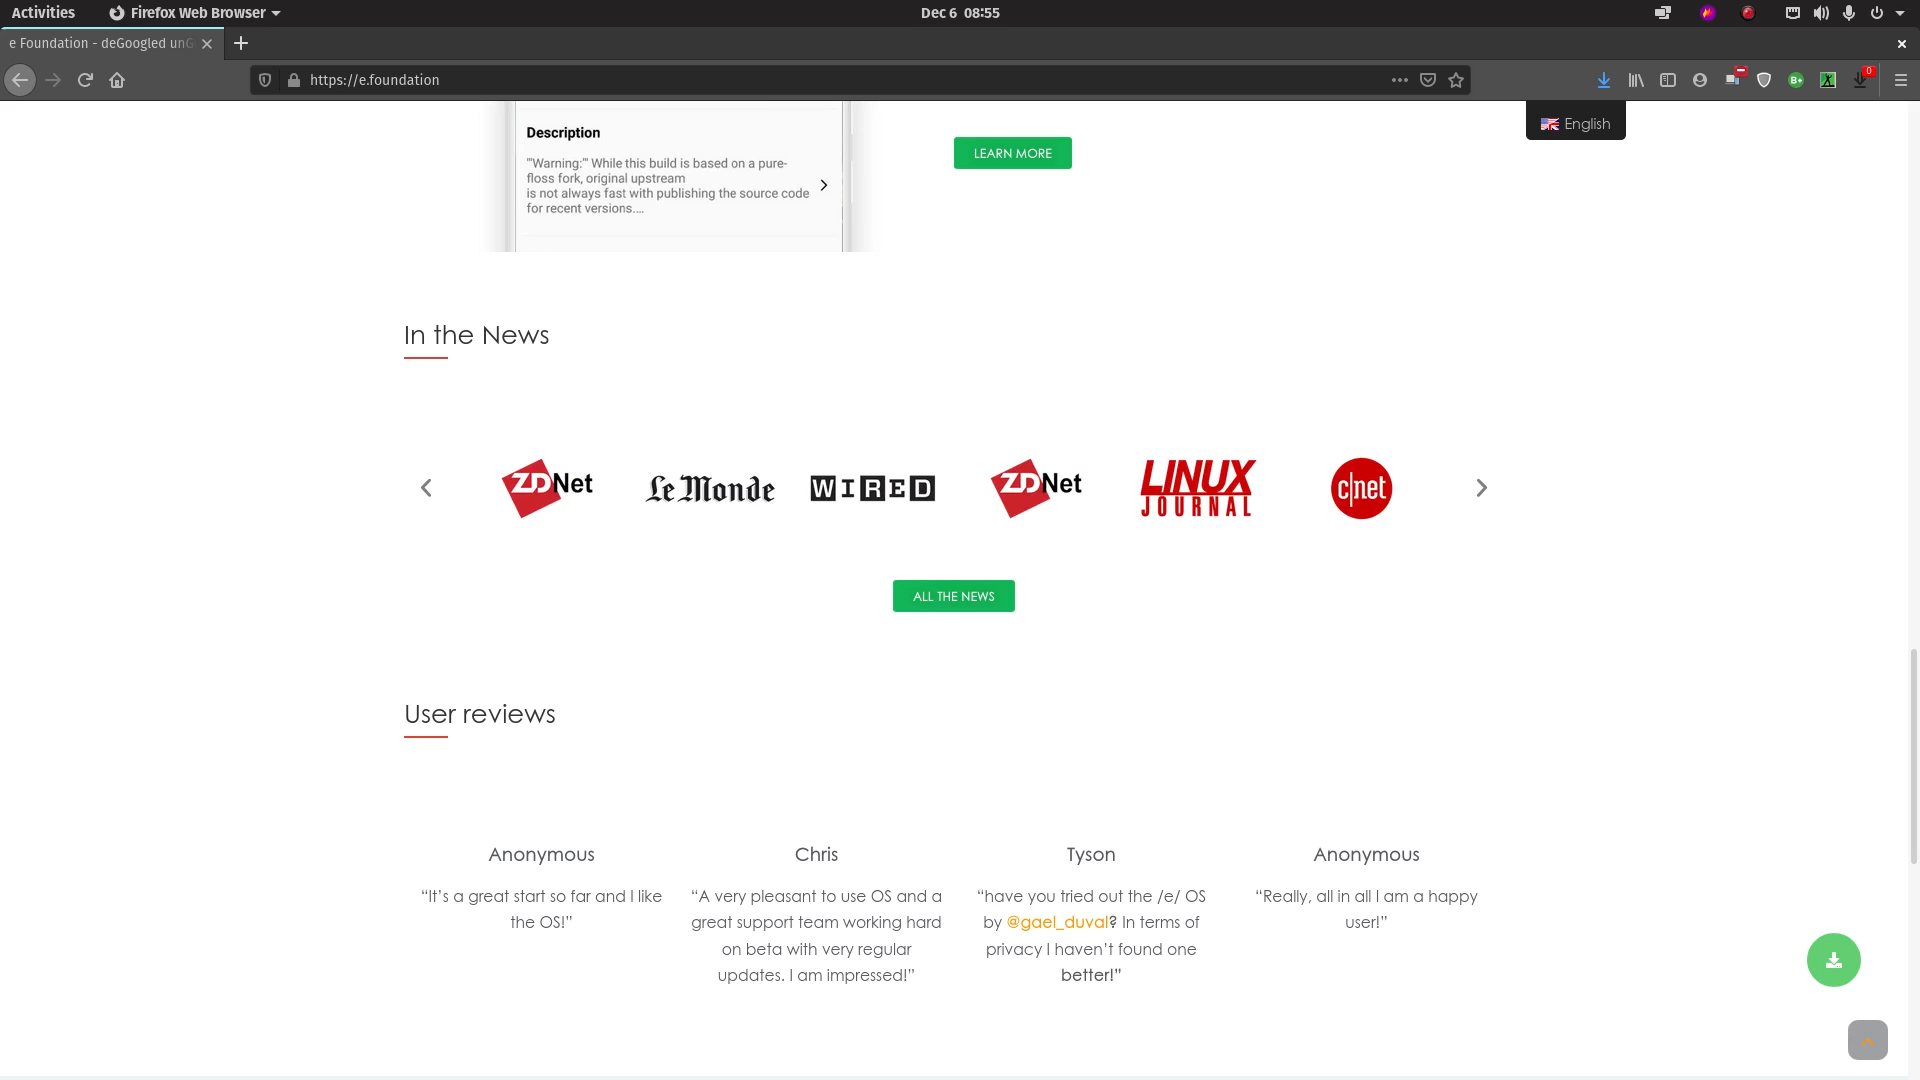 Activities
Firefox Web Browser
Dec 6 08:55
e Foundation - deGoogled un
https://e.foundation
0
English
Description
'"Warning:'" While this build is based on a pure-
floss fork, original upstream
is not always fast with publishing the source code
for recent versions....
LEARN MORE
In the News
ZDNet
Le Monde
WIRED
ZDNet
LINUX
JOURNAL
c|net
ALL THE NEWS
User reviews
Anonymous
“It’s a great start so far and I like
the OS!”
Chris
“A very pleasant to use OS and a
great support team working hard
on beta with very regular
updates. I am impressed!”
Tyson
“have you tried out the /e/ OS
by @gael_duval? In terms of
privacy I haven’t found one
better!”
Anonymous
“Really, all in all I am a happy
user!”